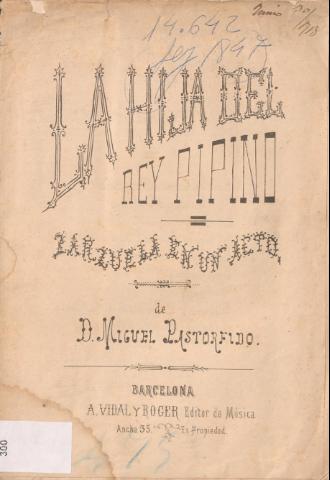 14.642
LA HIJA DEL
REY PIPINO
ZARZUELA EN UN ACTO
de
D. MIGUEL PASTORFIDO.
BARCELONA
A. VIDAL Y ROGER Editor de Música
Ancha 35. Es Propiedad.
300